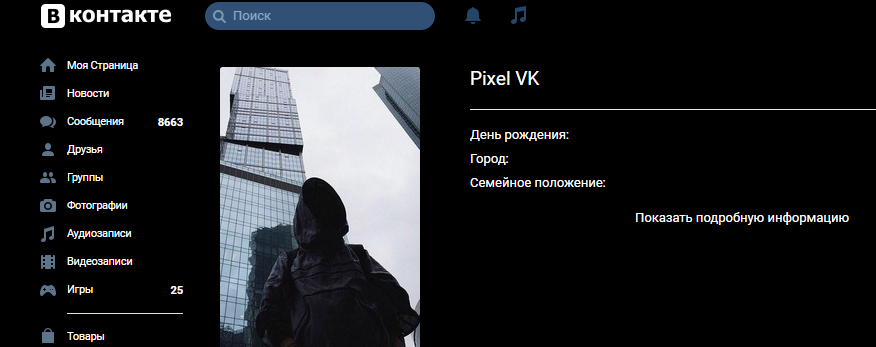 В контакте
Поиск
Моя Страница
Новости
Сообщения 8663
Друзья
Группы
Фотографии
Аудиозаписи
Видеозаписи
Игры 25
Товары
Pixel VK
День рождения:
Город:
Семейное положение:
Показать подробную информацию